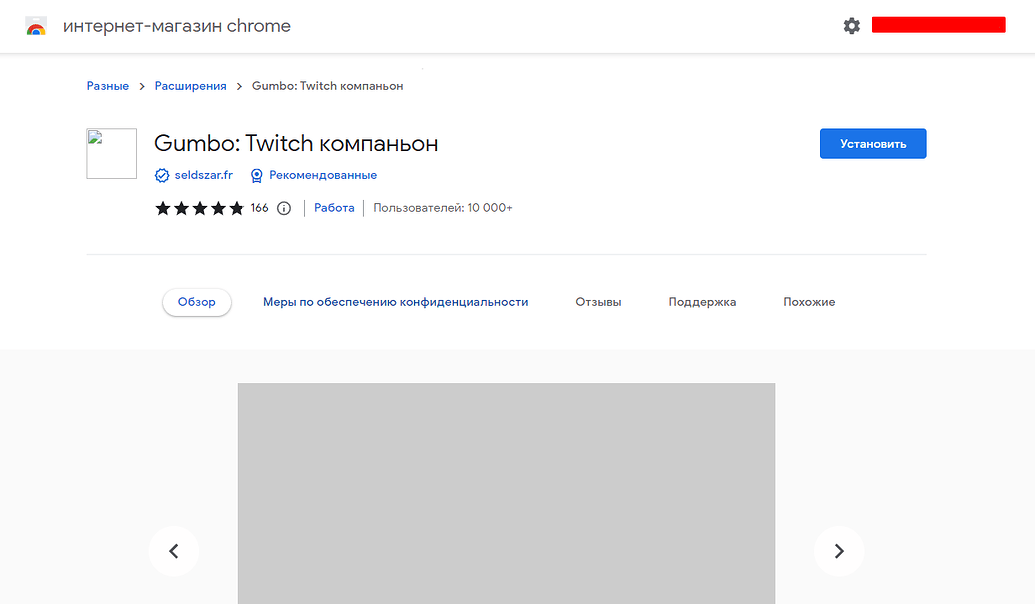 интернет-магазин chrome
Разные > Расширения > Gumbo: Twitch компаньон
Gumbo: Twitch компаньон
Установить
seldszar.fr Рекомендованные
166 Работа Пользователей: 10 000+
Обзор Меры по обеспечению конфиденциальности Отзывы Поддержка Похожие